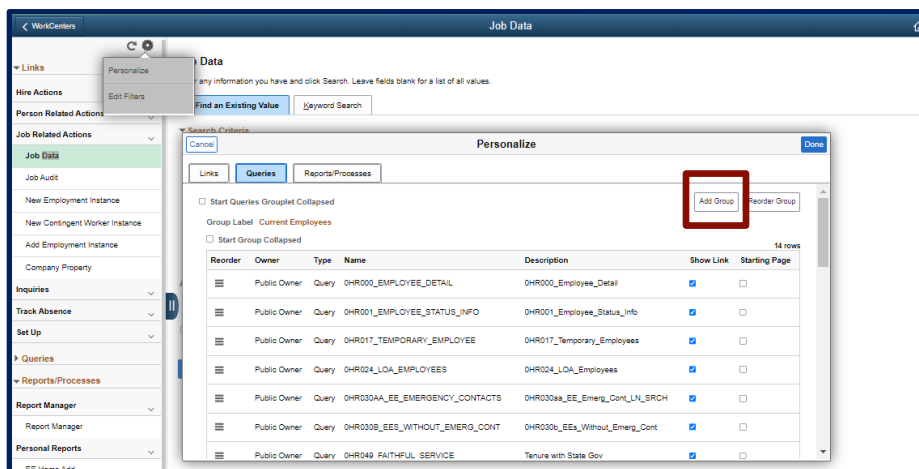 WorkCenters
Job Data
Links
Personalize
Edit Filters
Hire Actions
Person Related Actions
Job Related Actions
Job Data
Job Audit
New Employment Instance
New Contingent Worker Instance
Add Employment Instance
Company Property
Inquiries
Track Absence
Set Up
Queries
Reports/Processes
Report Manager
Report Manager
Personal Reports
Data
any information you have and click Search. Leave fields blank for a list of all values.
Find an Existing Value Keyword Search
Search Criteria
Cancel Personalize Done
Links Queries Reports/Processes
Start Queries Grouplet Collapsed Add Group Reorder Group
Group Label Current Employees
Start Group Collapsed 14 rows
Reorder Owner Type Name Description Show Link Starting Page
Public Owner Query 0HR000_EMPLOYEE_DETAIL 0HR000_Employee_Detail
Public Owner Query 0HR001_EMPLOYEE_STATUS_INFO 0HR001_Employee_Status_Info
Public Owner Query 0HR017_TEMPORARY_EMPLOYEE 0HR017_Temporary_Employees
Public Owner Query 0HR024_LOA_EMPLOYEES 0HR024_LOA_Employees
Public Owner Query 0HR030AA_EE_EMERGENCY_CONTACTS 0HR030aa_EE_Emerg_Cont_LN_SRCH
Public Owner Query 0HR030B_EES_WITHOUT_EMERG_CONT 0HR030b_EEs_Without_Emerg_Cont
Public Owner Query 0HR049_FAITHFUL_SERVICE Tenure with State Gov